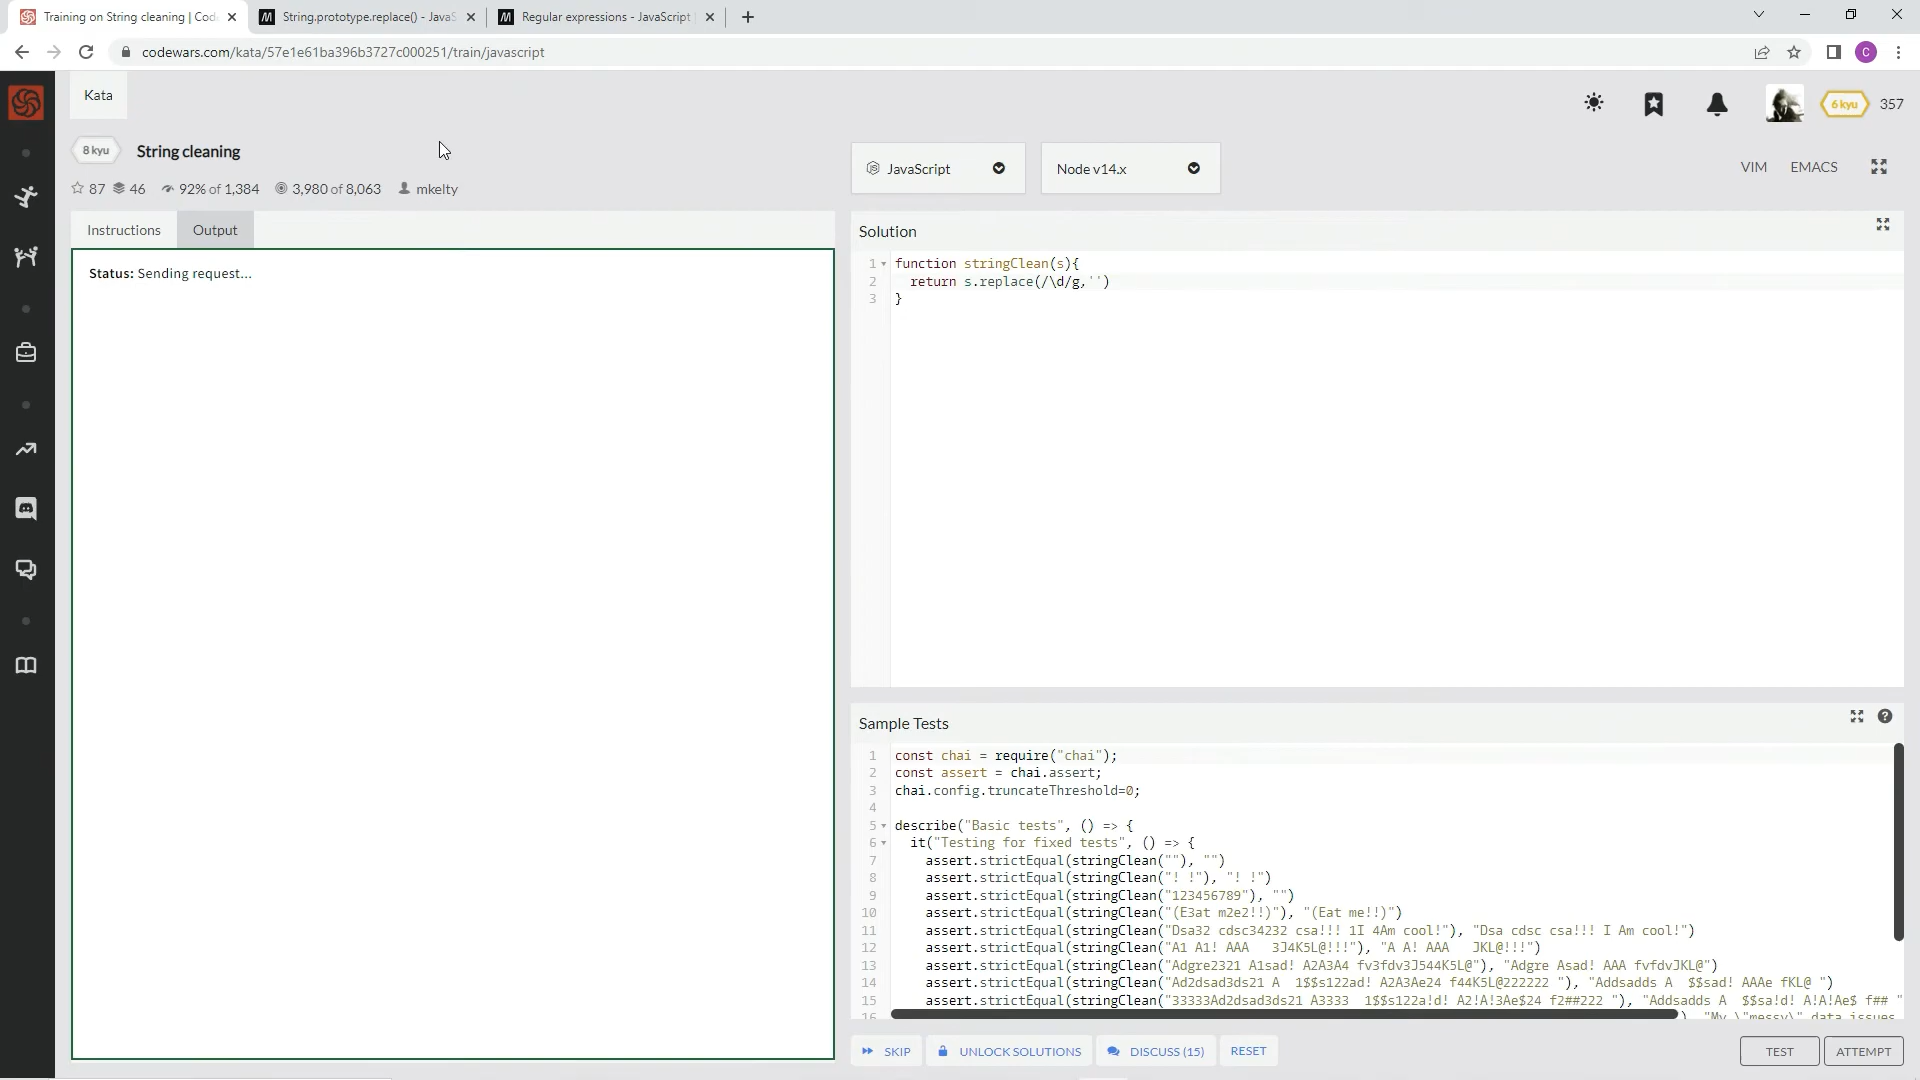 Training on String cleaning | Cod
String.prototype.replace() - JavaS
Regular expressions - JavaScript
codewars.com/kata/57e1e61ba396b3727c000251/train/javascript
C
Kata
6 kyu
357
8 kyu
String cleaning
87
46
92% of 1,384
3,980 of 8,063
mkelty
JavaScript
Node v14.x
VIM
EMACS
Instructions
Output
Status: Sending request...
Solution
1 function stringClean(s){
2 return s.replace(/\d/g,'')
3 }
Sample Tests
1 const chai = require("chai");
2 const assert = chai.assert;
3 chai.config.truncateThreshold=0;
4
5 describe("Basic tests", () => {
6 it("Testing for fixed tests", () => {
7 assert.strictEqual(stringClean(""), "")
8 assert.strictEqual(stringClean("! !"), "! !")
9 assert.strictEqual(stringClean("123456789"), "")
10 assert.strictEqual(stringClean("(E3at m2e2!!)"), "(Eat me!!)")
11 assert.strictEqual(stringClean("Dsa32 cdsc34232 csa!!! 1I 4Am cool!"), "Dsa cdsc csa!!! I Am cool!")
12 assert.strictEqual(stringClean("A1 A1! AAA   3J4K5L@!!!"), "A A! AAA   JKL@!!!")
13 assert.strictEqual(stringClean("Adgre2321 A1sad! A2A3A4 fv3fdv3J544K5L@"), "Adgre Asad! AAA fvfdvJKL@")
14 assert.strictEqual(stringClean("Ad2dsad3ds21 A  1$$s122ad! A2A3Ae24 f44K5L@222222 "), "Addsadds A  $$sad! AAAe fKL@ ")
15 assert.strictEqual(stringClean("33333Ad2dsad3ds21 A3333  1$$s122a!d! A2!A!3Ae$24 f2##222 "), "Addsadds A  $$sa!d! A!A!Ae$ f## "
16 ), "My \"messy\" data issues
SKIP
UNLOCK SOLUTIONS
DISCUSS (15)
RESET
TEST
ATTEMPT